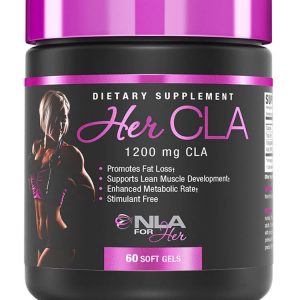 DIETARY SUPPLEMENT
Her CLA
1200 mg CLA
• Promotes Fat Loss†
• Supports Lean Muscle Development†
• Enhanced Metabolic Rate†
• Stimulant Free
NLA
FOR Her
60 SOFT GELS